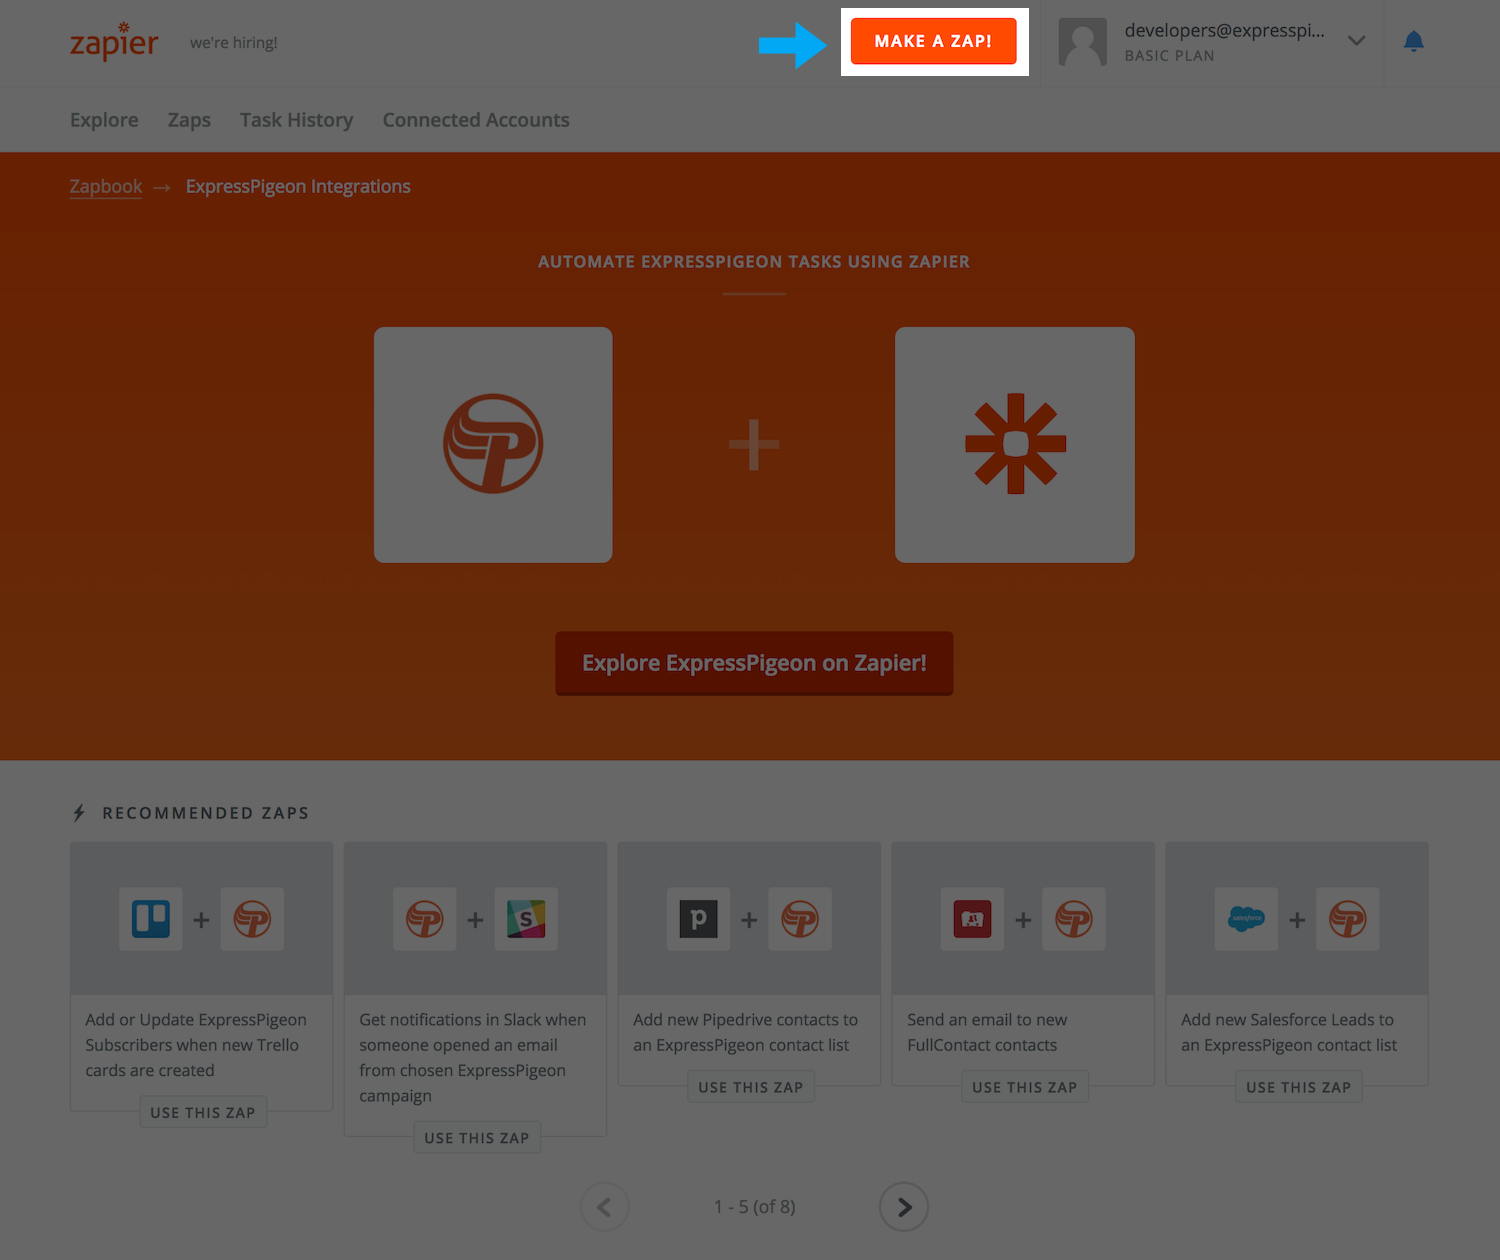 zapier
we're hiring!
MAKE A ZAP!
developers@expresspi...
BASIC PLAN
Explore
Zaps
Task History
Connected Accounts
Zapbook → ExpressPigeon Integrations
AUTOMATE EXPRESSPIGEON TASKS USING ZAPIER
Explore ExpressPigeon on Zapier!
RECOMMENDED ZAPS
Add or Update ExpressPigeon
Subscribers when new Trello
cards are created
USE THIS ZAP
S
Get notifications in Slack when
someone opened an email
from chosen ExpressPigeon
campaign
USE THIS ZAP
p
Add new Pipedrive contacts to
an ExpressPigeon contact list
USE THIS ZAP
Send an email to new
FullContact contacts
USE THIS ZAP
salesforce
Add new Salesforce Leads to
an ExpressPigeon contact list
USE THIS ZAP
1 - 5 (of 8)